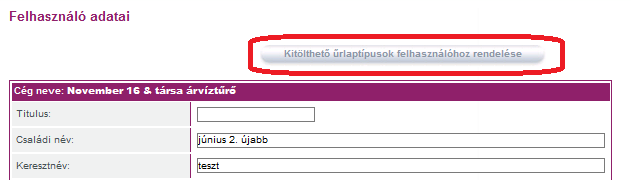 Felhasználó adatai
Kitölthető űrlaptípusok felhasználóhoz rendelése
Cég neve: November 16 & társa árvíztűrő
Titulus:
Családi név: június 2. újabb
Keresztnév: teszt